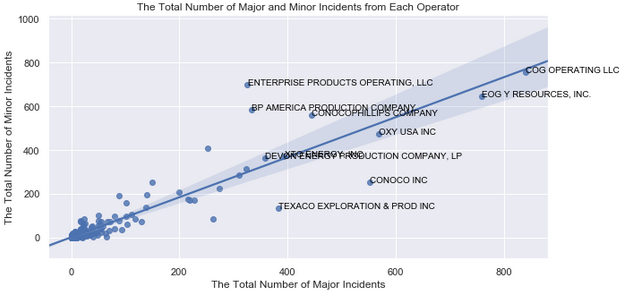 The Total Number of Major and Minor Incidents from Each Operator
The Total Number of Minor Incidents
1000
800
600
400
200
0
COG OPERATING LLC
ENTERPRISE PRODUCTIONS OPERATING, LLC
EOG Y RESOURCES, INC.
BP AMERICA PRODUCTION COMPANY
CONOCOPHILLIPS COMPANY
OXY USA INC
XTO ENERGY, INC
DEVON ENERGY PRODUCTION COMPANY, LP
CONOCO INC
TEXACO EXPLORATION & PROD INC
0 200 400 600 800
The Total Number of Major Incidents